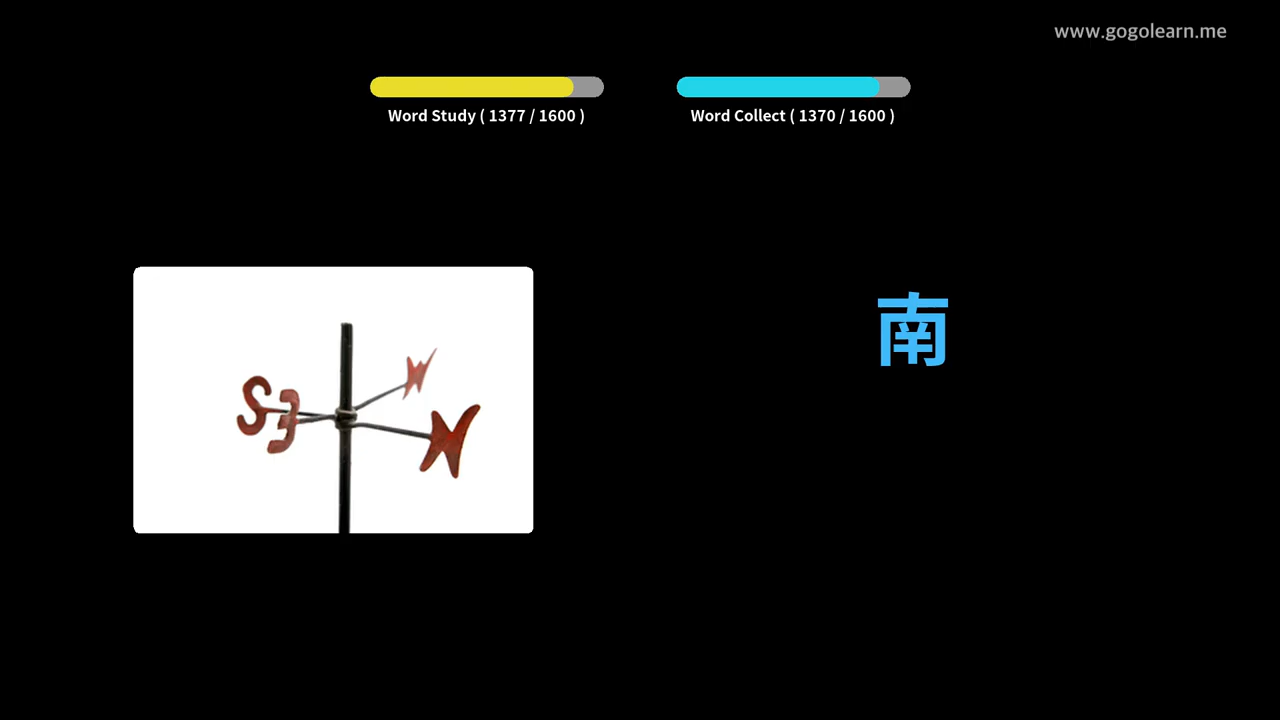 www.gogolearn.me
Word Study ( 1377 / 1600 )
Word Collect ( 1370 / 1600 )
南
S
E
N